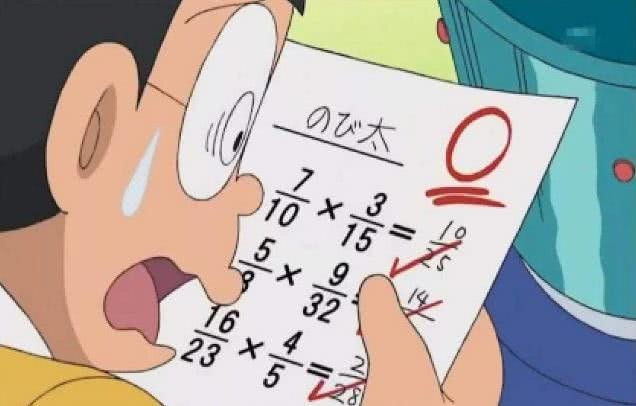 のび太
0
7/10 × 3/15 = 10/25
5/8 × 9/32 = 14
16/23 × 4/5 = 2/28